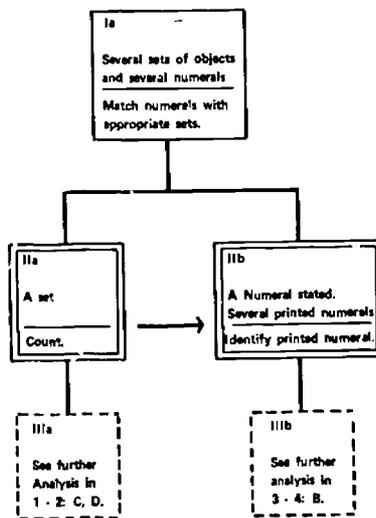 Ia
Several sets of objects
and several numerals
Match numerals with
appropriate sets.
IIa
A set
Count.
IIb
A Numeral stated.
Several printed numerals
Identify printed numeral.
IIIa
See further
Analysis in
1 - 2: C, D.
IIIb
See further
analysis in
3 - 4: B.